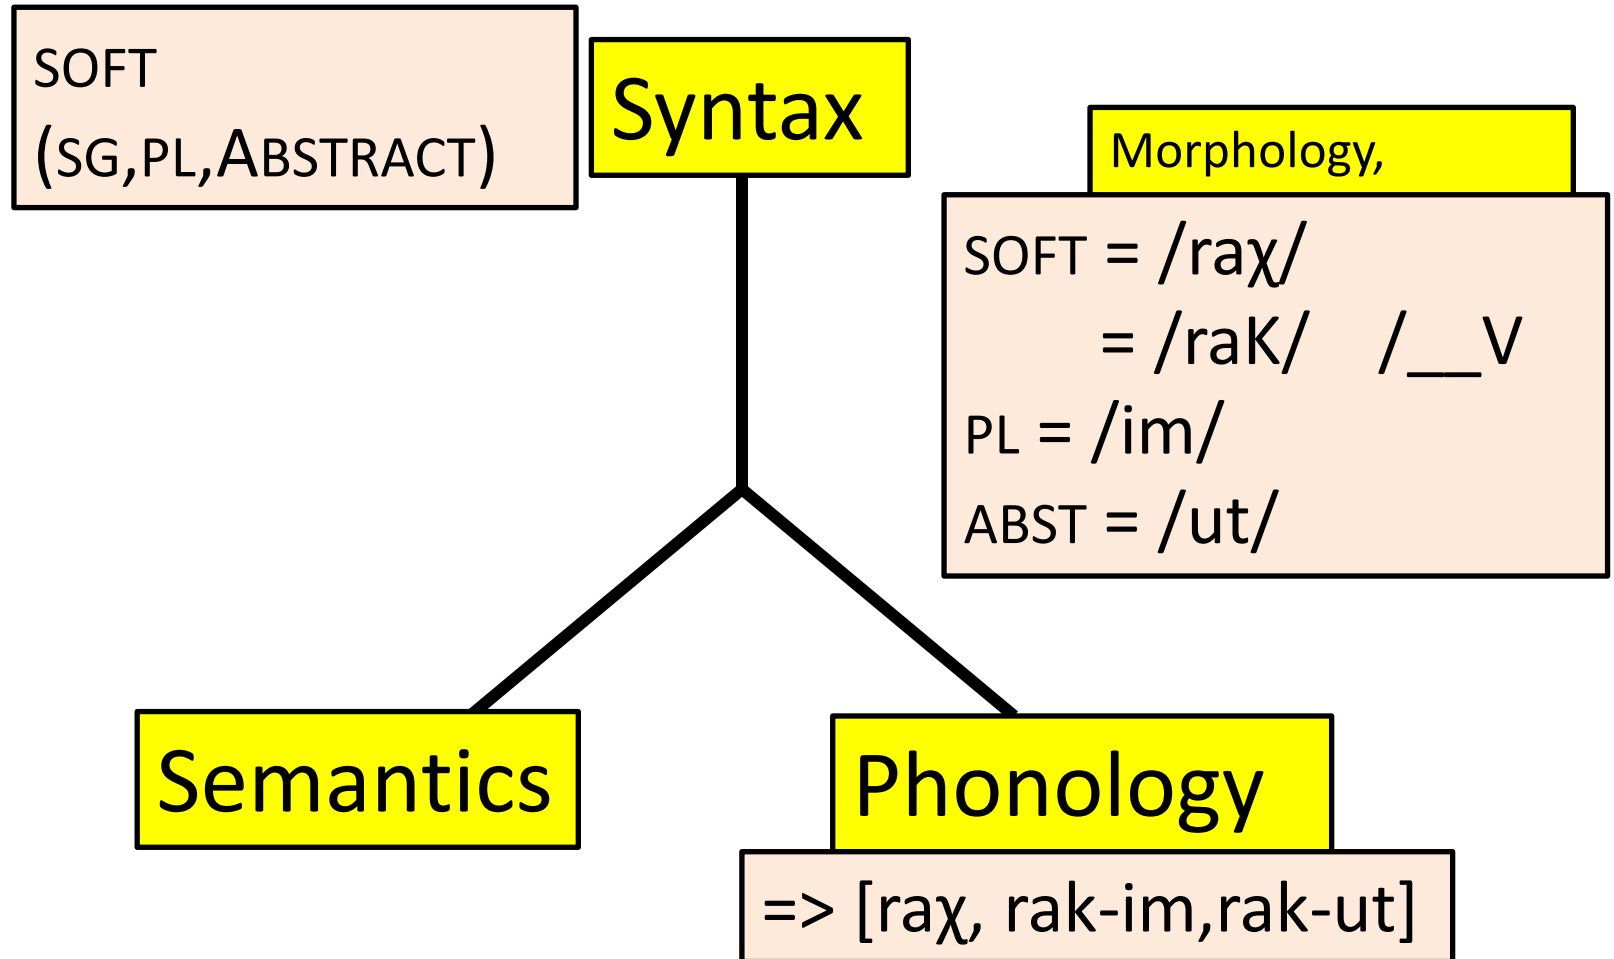 SOFT
(SG,PL,ABSTRACT)
Syntax
Morphology,
SOFT = /raχ/
= /raK/ /__V
PL = /im/
ABST = /ut/
Semantics
Phonology
=> [raχ, rak-im,rak-ut]